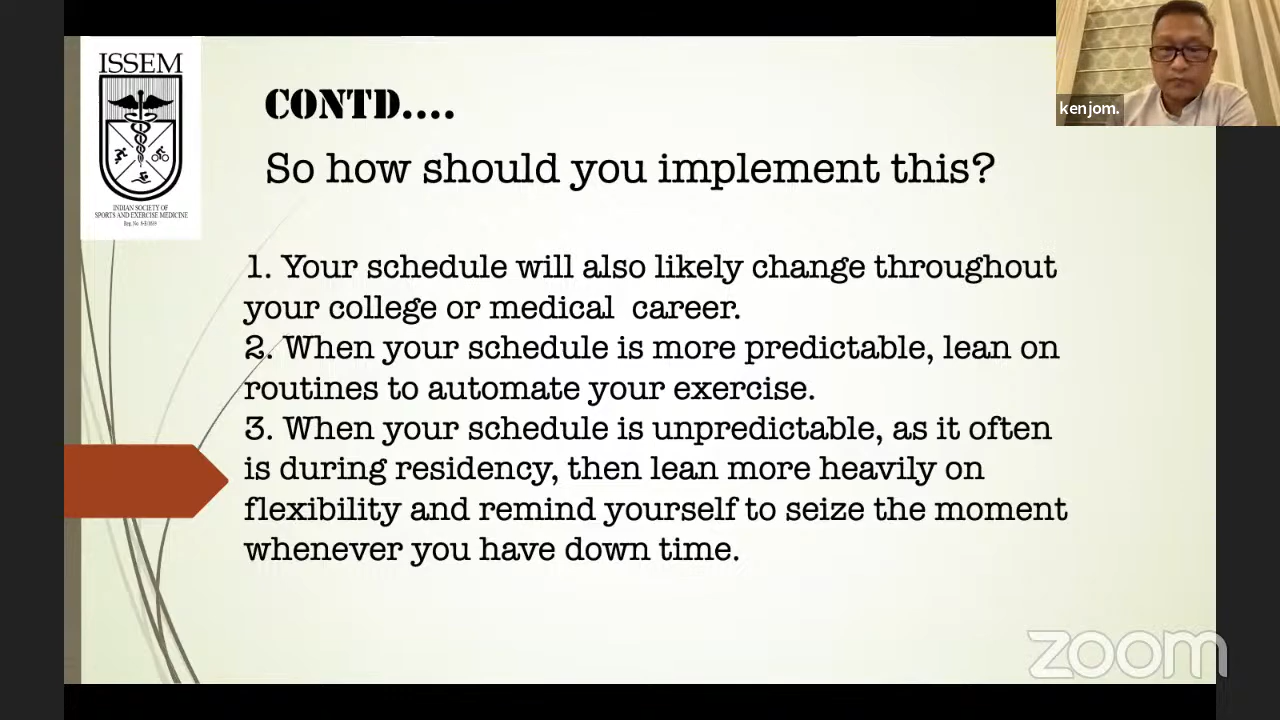 ISSEM
INDIAN SOCIETY OF
SPORTS AND EXERCISE MEDICINE
CONTD....
So how should you implement this?
1. Your schedule will also likely change throughout
your college or medical career.
2. When your schedule is more predictable, lean on
routines to automate your exercise.
3. When your schedule is unpredictable, as it often
is during residency, then lean more heavily on
flexibility and remind yourself to seize the moment
whenever you have down time.
kenjom.
zoom